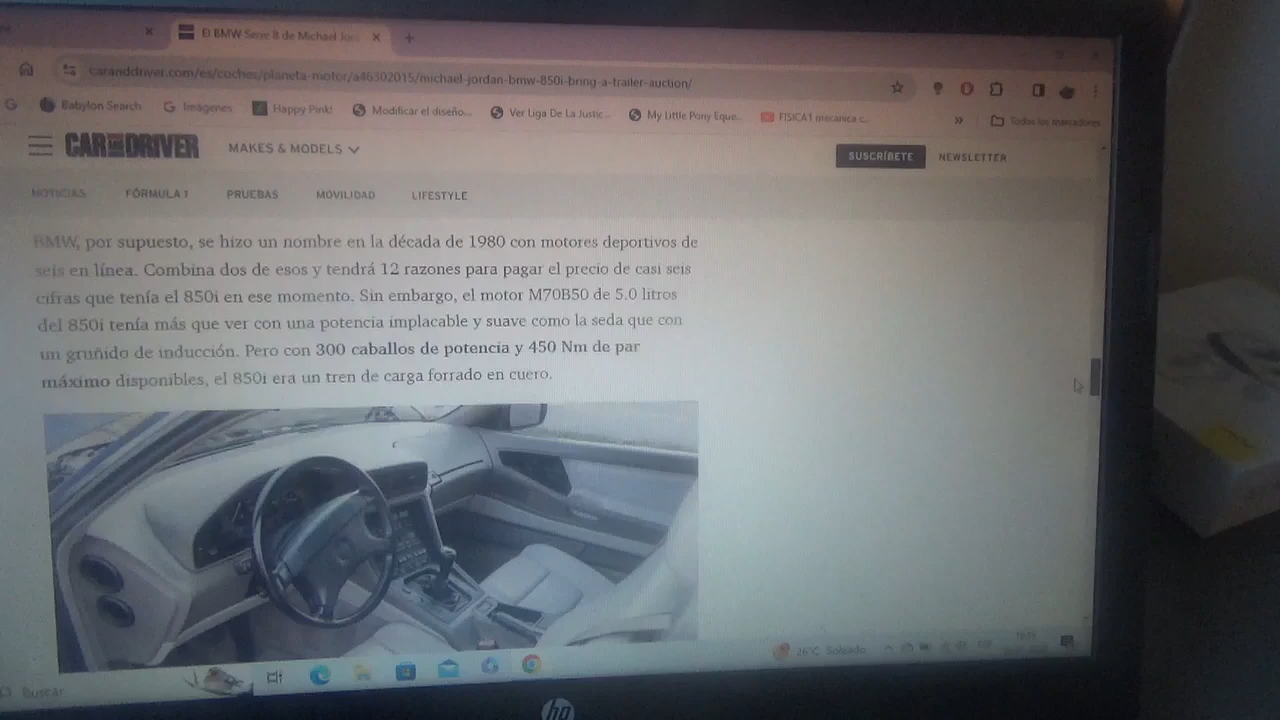 El BMW Serie 8 de Michael Jor
caranddriver.com/es/coches/planeta-motor/a46302015/michael-jordan-bmw-850i-bring-a-trailer-auction/
G Babylon Search Imágenes Happy Pink! Modificar el diseño... Ver Liga De La Justic... My Little Pony Eque... FISICA1 mecanica c... » Todos los marcadores
CAR AND DRIVER MAKES & MODELS SUSCRÍBETE NEWSLETTER
NOTICIAS FÓRMULA 1 PRUEBAS MOVILIDAD LIFESTYLE
BMW, por supuesto, se hizo un nombre en la década de 1980 con motores deportivos de
seis en línea. Combina dos de esos y tendrá 12 razones para pagar el precio de casi seis
cifras que tenía el 850i en ese momento. Sin embargo, el motor M70B50 de 5.0 litros
del 850i tenía más que ver con una potencia implacable y suave como la seda que con
un gruñido de inducción. Pero con 300 caballos de potencia y 450 Nm de par
máximo disponibles, el 850i era un tren de carga forrado en cuero.
Buscar 26°C Soleado
hp